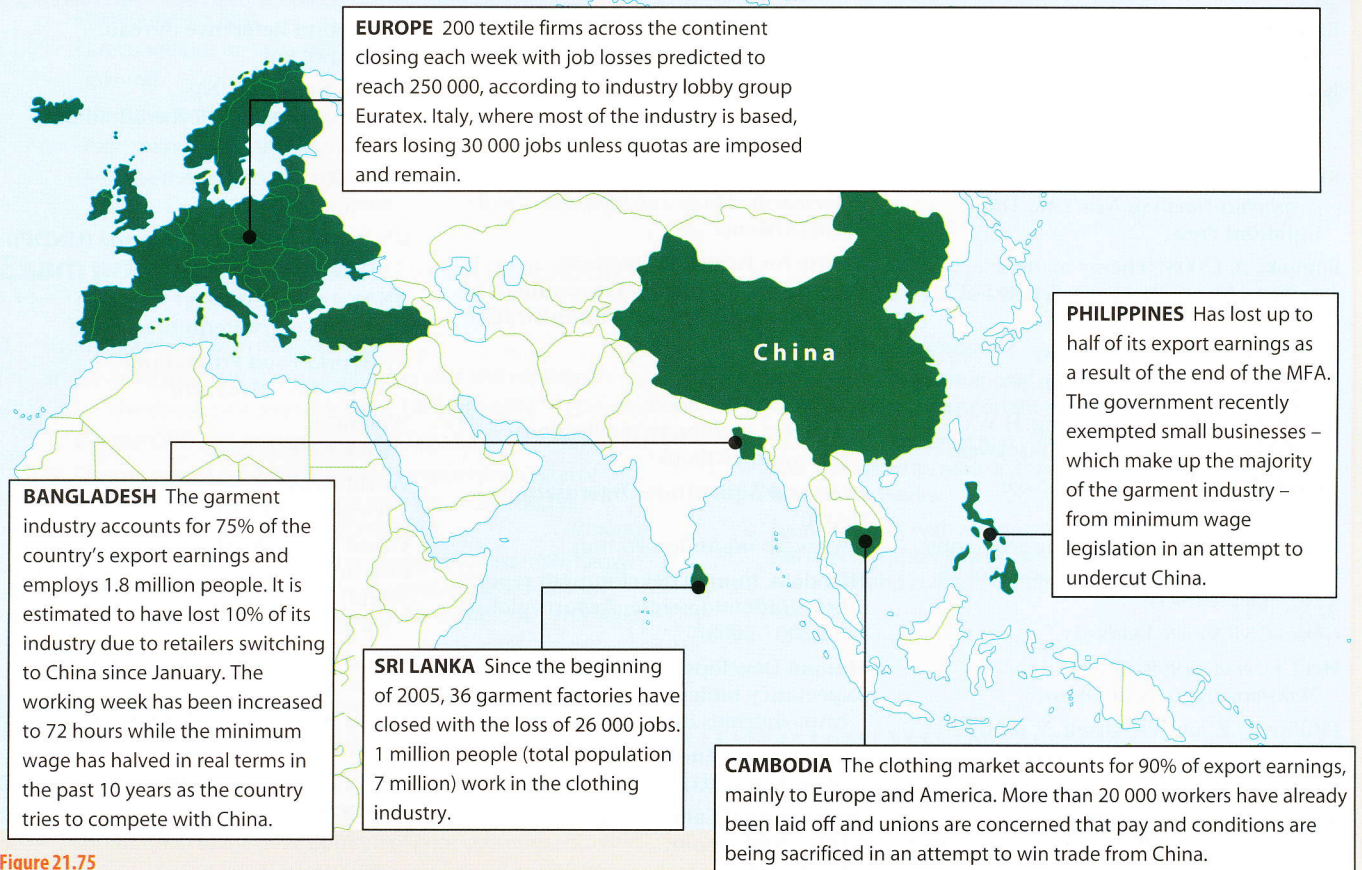 EUROPE 200 textile firms across the continent
closing each week with job losses predicted to
reach 250 000, according to industry lobby group
Euratex. Italy, where most of the industry is based,
fears losing 30 000 jobs unless quotas are imposed
and remain.
China
PHILIPPINES Has lost up to
half of its export earnings as
a result of the end of the MFA.
The government recently
exempted small businesses –
which make up the majority
of the garment industry –
from minimum wage
legislation in an attempt to
undercut China.
BANGLADESH The garment
industry accounts for 75% of the
country's export earnings and
employs 1.8 million people. It is
estimated to have lost 10% of its
industry due to retailers switching
to China since January. The
working week has been increased
to 72 hours while the minimum
wage has halved in real terms in
the past 10 years as the country
tries to compete with China.
SRI LANKA Since the beginning
of 2005, 36 garment factories have
closed with the loss of 26 000 jobs.
1 million people (total population
7 million) work in the clothing
industry.
CAMBODIA The clothing market accounts for 90% of export earnings,
mainly to Europe and America. More than 20 000 workers have already
been laid off and unions are concerned that pay and conditions are
being sacrificed in an attempt to win trade from China.
Figure 21.75